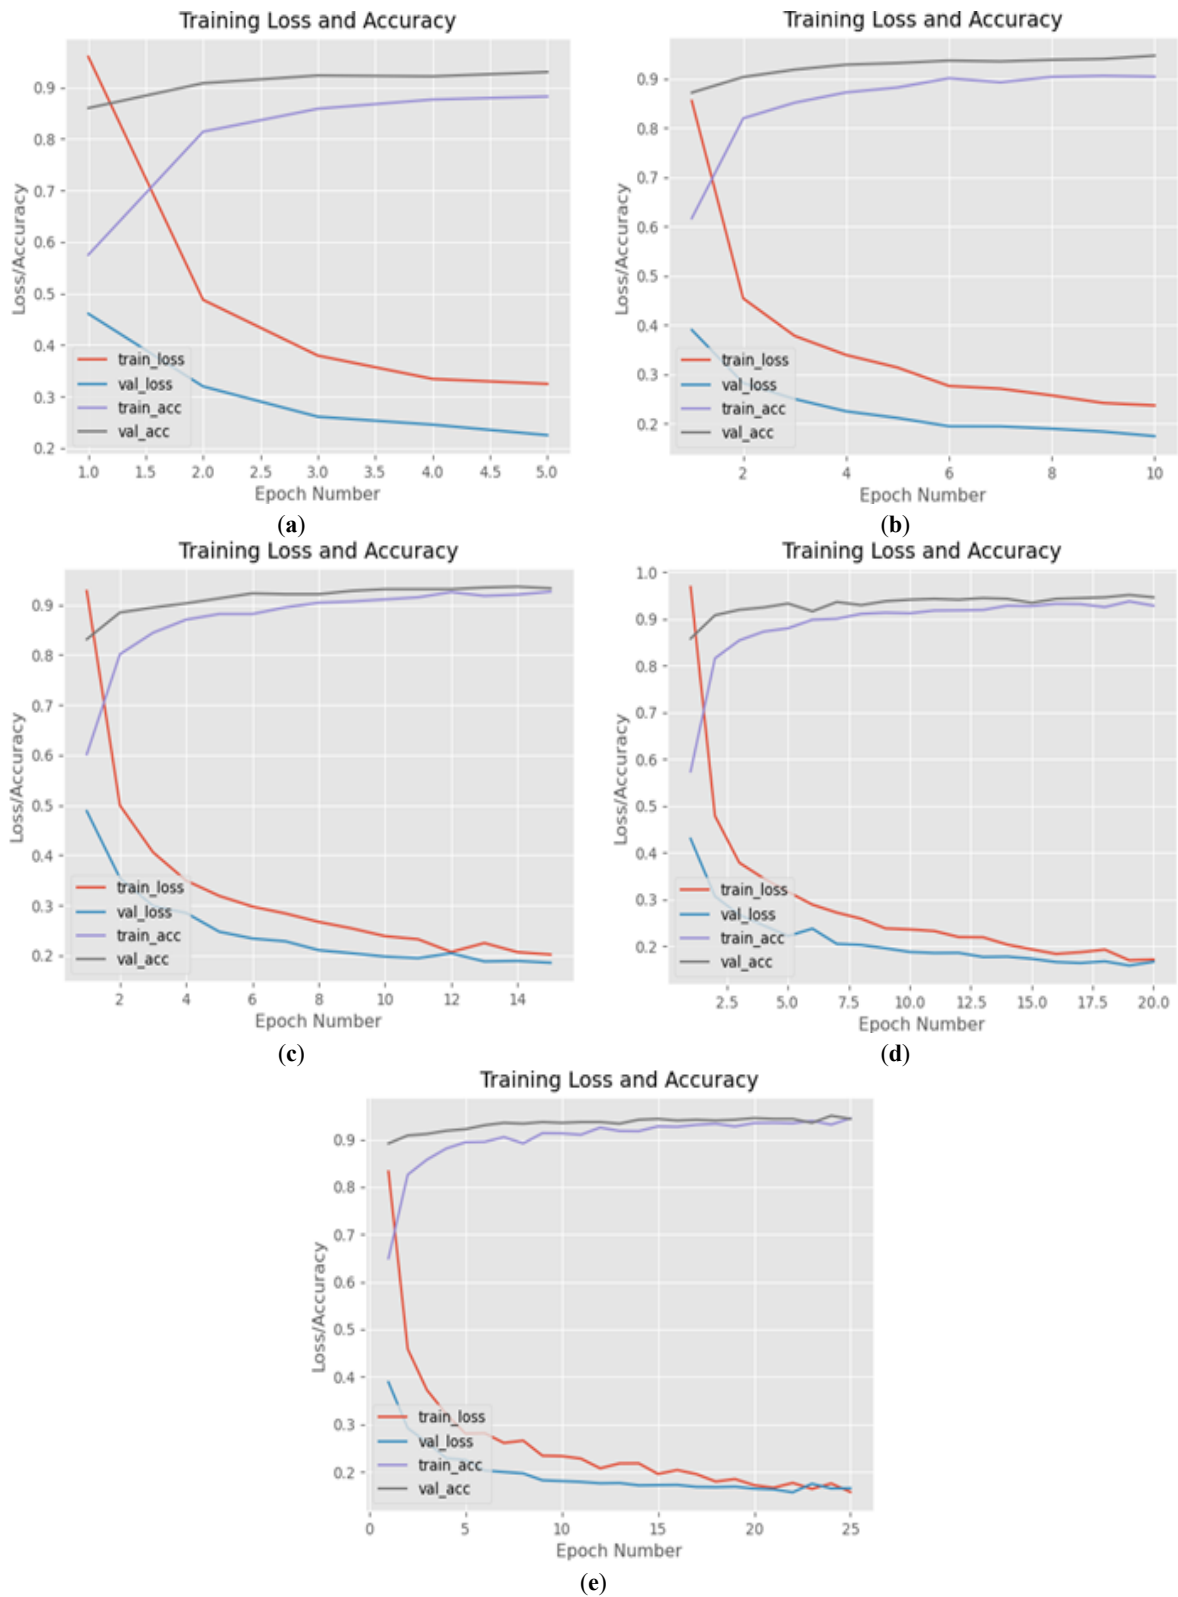 Training Loss and Accuracy
Loss/Accuracy
0.9
0.8
0.7
0.6
0.5
0.4
0.3
0.2
train_loss
val_loss
train_acc
val_acc
1.0 1.5 2.0 2.5 3.0 3.5 4.0 4.5 5.0
Epoch Number
(a)
Training Loss and Accuracy
Loss/Accuracy
0.9
0.8
0.7
0.6
0.5
0.4
0.3
0.2
train_loss
val_loss
train_acc
val_acc
2 4 6 8 10
Epoch Number
(b)
Training Loss and Accuracy
Loss/Accuracy
0.9
0.8
0.7
0.6
0.5
0.4
0.3
0.2
train_loss
val_loss
train_acc
val_acc
2 4 6 8 10 12 14
Epoch Number
(c)
Training Loss and Accuracy
Loss/Accuracy
1.0
0.9
0.8
0.7
0.6
0.5
0.4
0.3
0.2
train_loss
val_loss
train_acc
val_acc
2.5 5.0 7.5 10.0 12.5 15.0 17.5 20.0
Epoch Number
(d)
Training Loss and Accuracy
Loss/Accuracy
0.9
0.8
0.7
0.6
0.5
0.4
0.3
0.2
train_loss
val_loss
train_acc
val_acc
0 5 10 15 20 25
Epoch Number
(e)